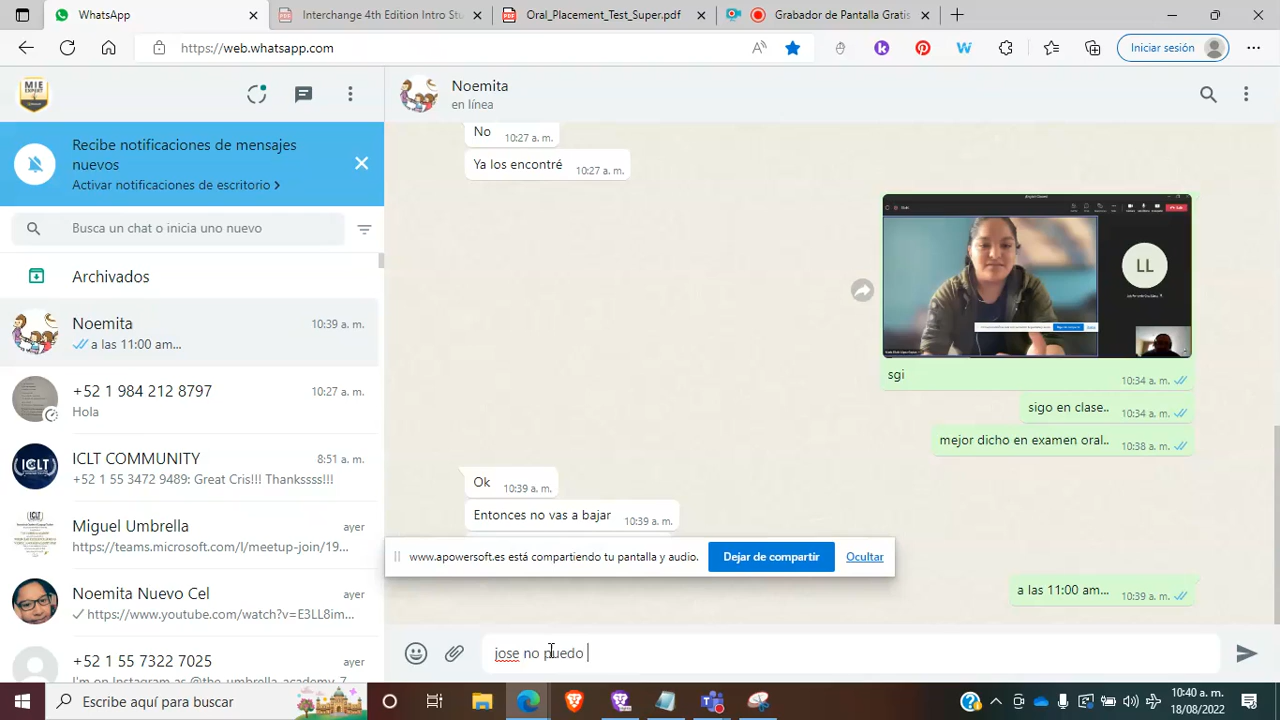 WhatsApp
Interchange 4th Edition Intro Stu
Oral_Placement_Test_Super.pdf
Grabador de Pantalla Gratis
https://web.whatsapp.com
Iniciar sesión
MIE
EXPERT
Recibe notificaciones de mensajes
nuevos
Activar notificaciones de escritorio
Busca un chat o inicia uno nuevo
Archivados
Noemita
10:39 a. m.
a las 11:00 am...
+52 1 984 212 8797
10:27 a. m.
Hola
ICLT
ICLT COMMUNITY
8:51 a. m.
+52 1 55 3472 9489: Great Cris!!! Thankssss!!!
Miguel Umbrella
ayer
https://teams.microsoft.com/l/meetup-join/19...
Noemita Nuevo Cel
ayer
https://www.youtube.com/watch?v=E3LL8im...
+52 1 55 7322 7025
ayer
I'm on Instagram as @the_umbrella_academy_7
Noemita
en línea
No
10:27 a. m.
Ya los encontré
10:27 a. m.
LL
sgi
10:34 a. m.
sigo en clase..
10:34 a. m.
mejor dicho en examen oral..
10:38 a. m.
Ok
10:39 a. m.
Entonces no vas a bajar
10:39 a. m.
www.apowersoft.es está compartiendo tu pantalla y audio.
Dejar de compartir
Ocultar
a las 11:00 am...
10:39 a. m.
jose no puedo
Escribe aquí para buscar
10:40 a. m.
18/08/2022